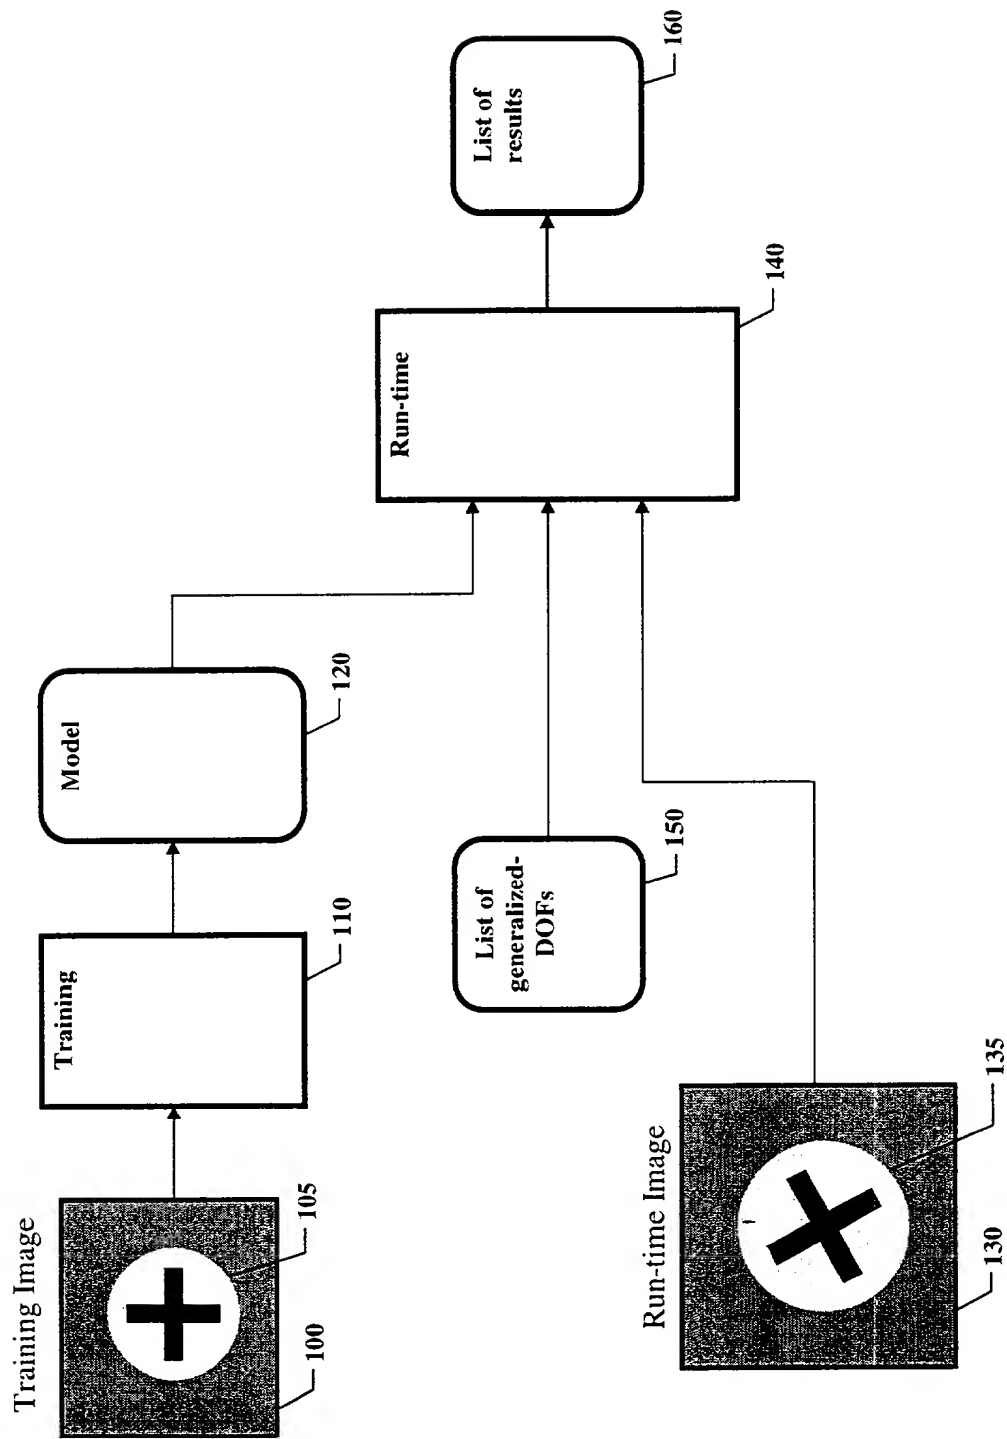 Training Image
100
105
Training
110
Model
120
Run-time Image
130
135
List of
generalized-
DOFs
150
Run-time
140
List of
results
160